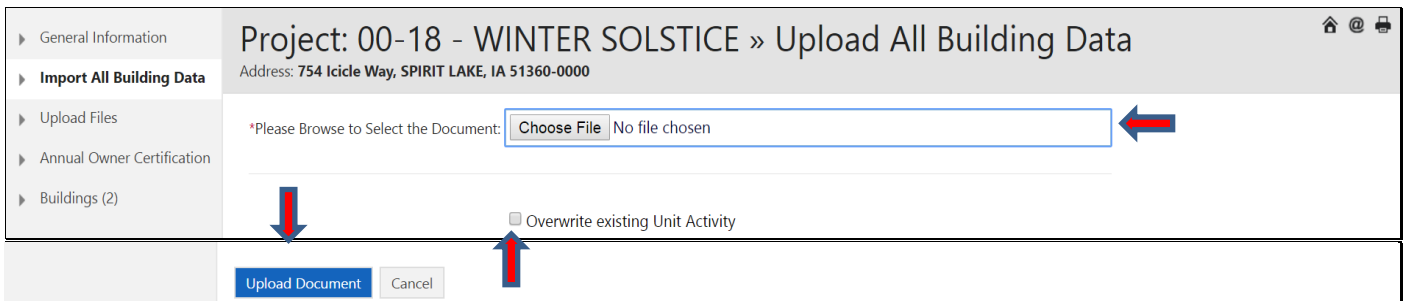 General Information
Import All Building Data
Upload Files
Annual Owner Certification
Buildings (2)
Project: 00-18 - WINTER SOLSTICE » Upload All Building Data
Address: 754 Icicle Way, SPIRIT LAKE, IA 51360-0000
*Please Browse to Select the Document: Choose File No file chosen
Overwrite existing Unit Activity
Upload Document Cancel